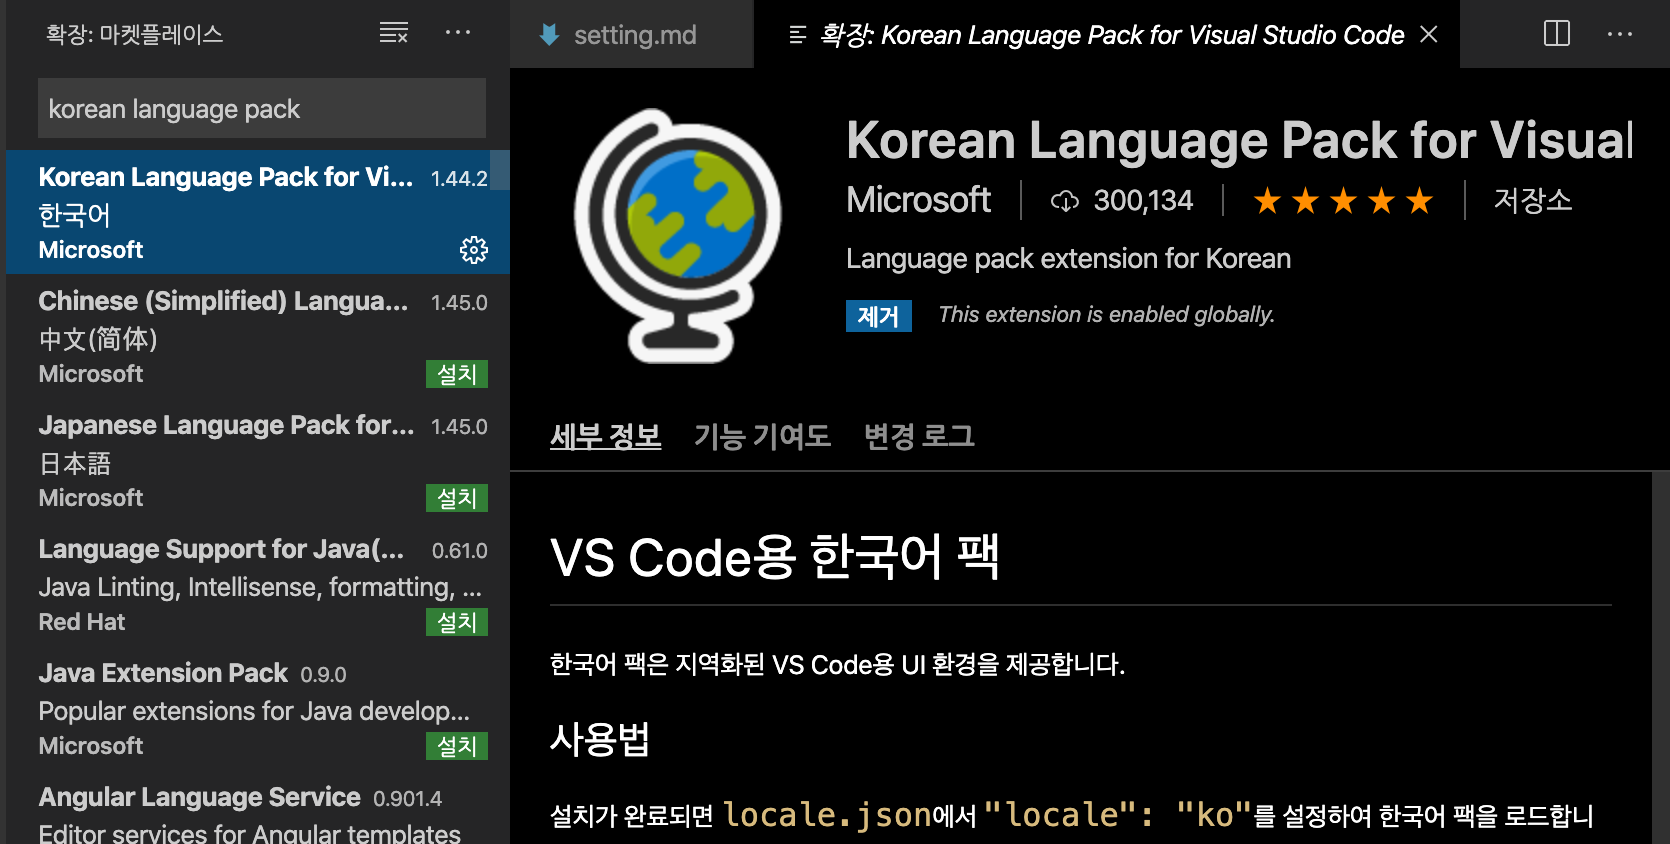 확장: 마켓플레이스
korean language pack
Korean Language Pack for Vi... 1.44.2
한국어
Microsoft
Chinese (Simplified) Langua... 1.45.0
中文(简体)
Microsoft 설치
Japanese Language Pack for... 1.45.0
日本語
Microsoft 설치
Language Support for Java(... 0.61.0
Java Linting, Intellisense, formatting, ...
Red Hat 설치
Java Extension Pack 0.9.0
Popular extensions for Java develop...
Microsoft 설치
Angular Language Service 0.901.4
Editor services for Angular templates
setting.md
확장: Korean Language Pack for Visual Studio Code
Korean Language Pack for Visual
Microsoft 300,134 저장소
Language pack extension for Korean
제거 This extension is enabled globally.
세부 정보 기능 기여도 변경 로그
VS Code용 한국어 팩
한국어 팩은 지역화된 VS Code용 UI 환경을 제공합니다.
사용법
설치가 완료되면 locale.json에서 "locale": "ko"를 설정하여 한국어 팩을 로드합니